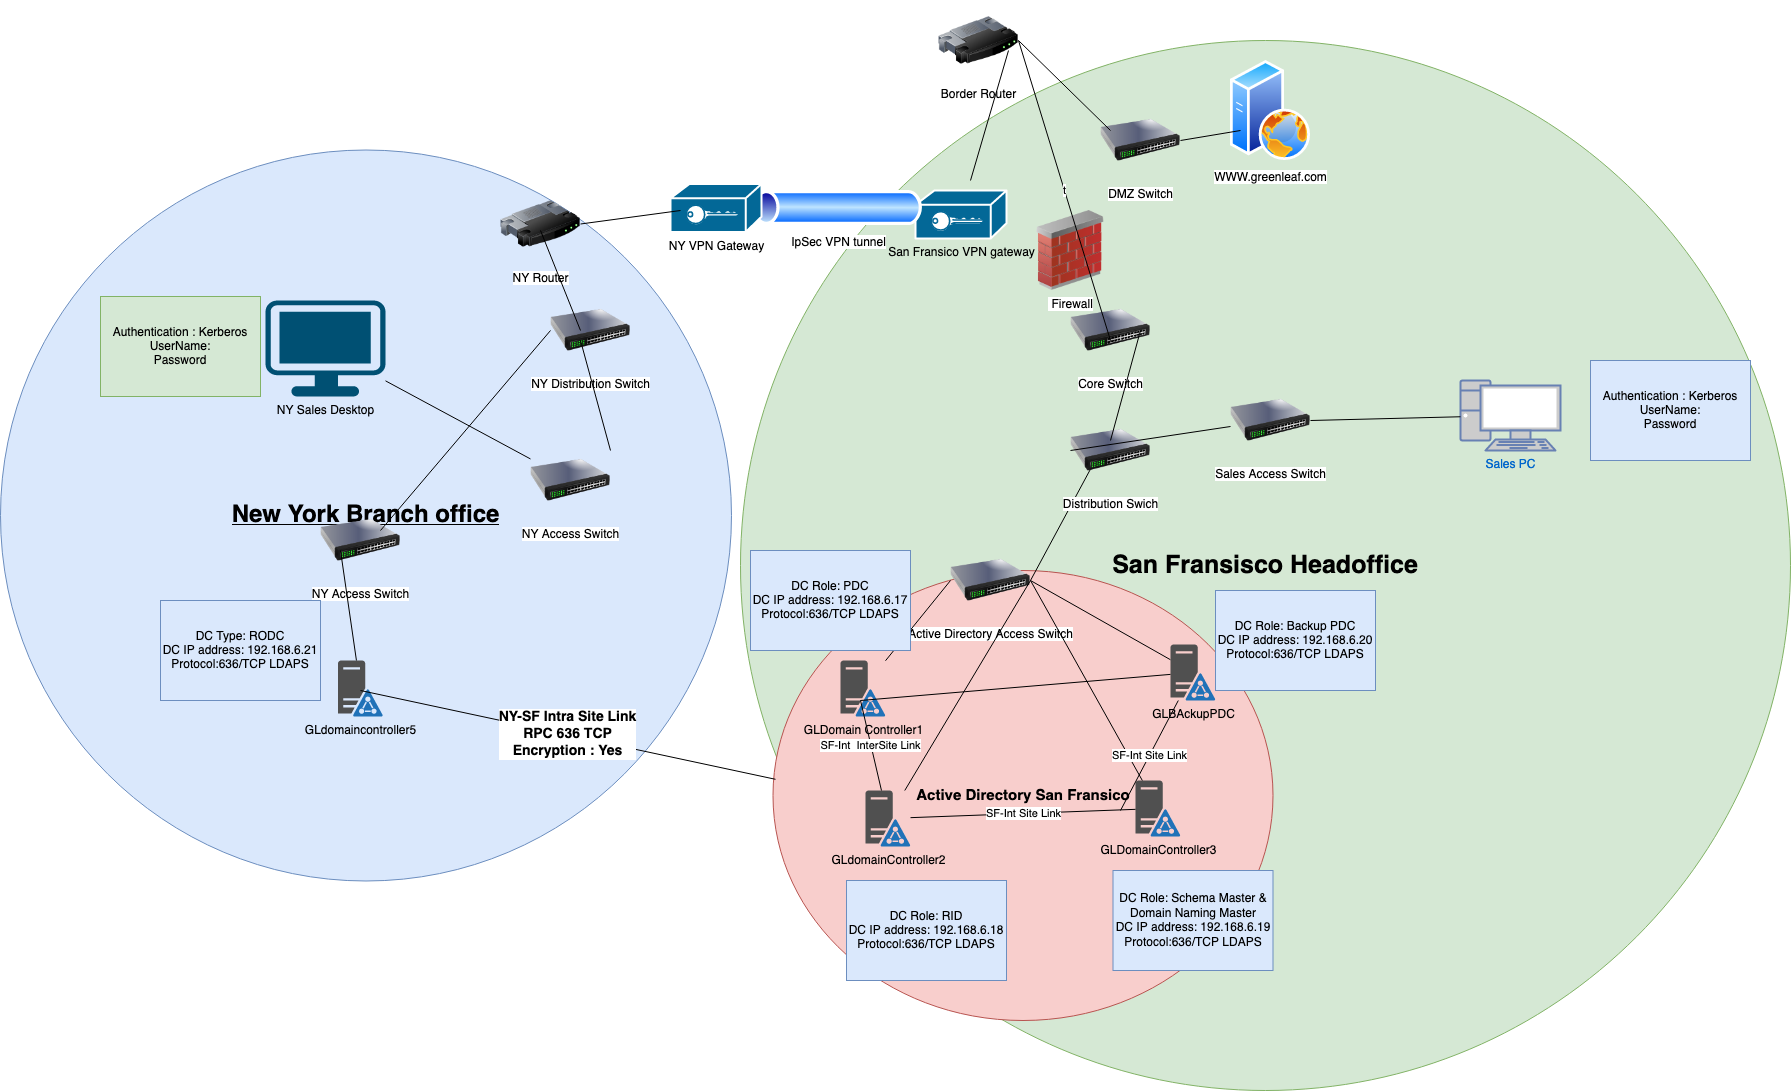 Border Router
WWW.greenleaf.com
DMZ Switch
t
NY VPN Gateway
IpSec VPN tunnel
San Fransico VPN gateway
NY Router
Firewall
Authentication : Kerberos
UserName:
Password
NY Sales Desktop
NY Distribution Switch
Core Switch
Authentication : Kerberos
UserName:
Password
Sales PC
Sales Access Switch
Distribution Swich
New York Branch office
NY Access Switch
San Fransisco Headoffice
NY Access Switch
DC Role: PDC
DC IP address: 192.168.6.17
Protocol:636/TCP LDAPS
Active Directory Access Switch
DC Role: Backup PDC
DC IP address: 192.168.6.20
Protocol:636/TCP LDAPS
DC Type: RODC
DC IP address: 192.168.6.21
Protocol:636/TCP LDAPS
GLdomaincontroller5
NY-SF Intra Site Link
RPC 636 TCP
Encryption : Yes
GLDomain Controller1
SF-Int InterSite Link
GLBAckupPDC
SF-Int Site Link
Active Directory San Fransico
SF-Int Site Link
GLdomainController2
GLDomainController3
DC Role: RID
DC IP address: 192.168.6.18
Protocol:636/TCP LDAPS
DC Role: Schema Master &
Domain Naming Master
DC IP address: 192.168.6.19
Protocol:636/TCP LDAPS